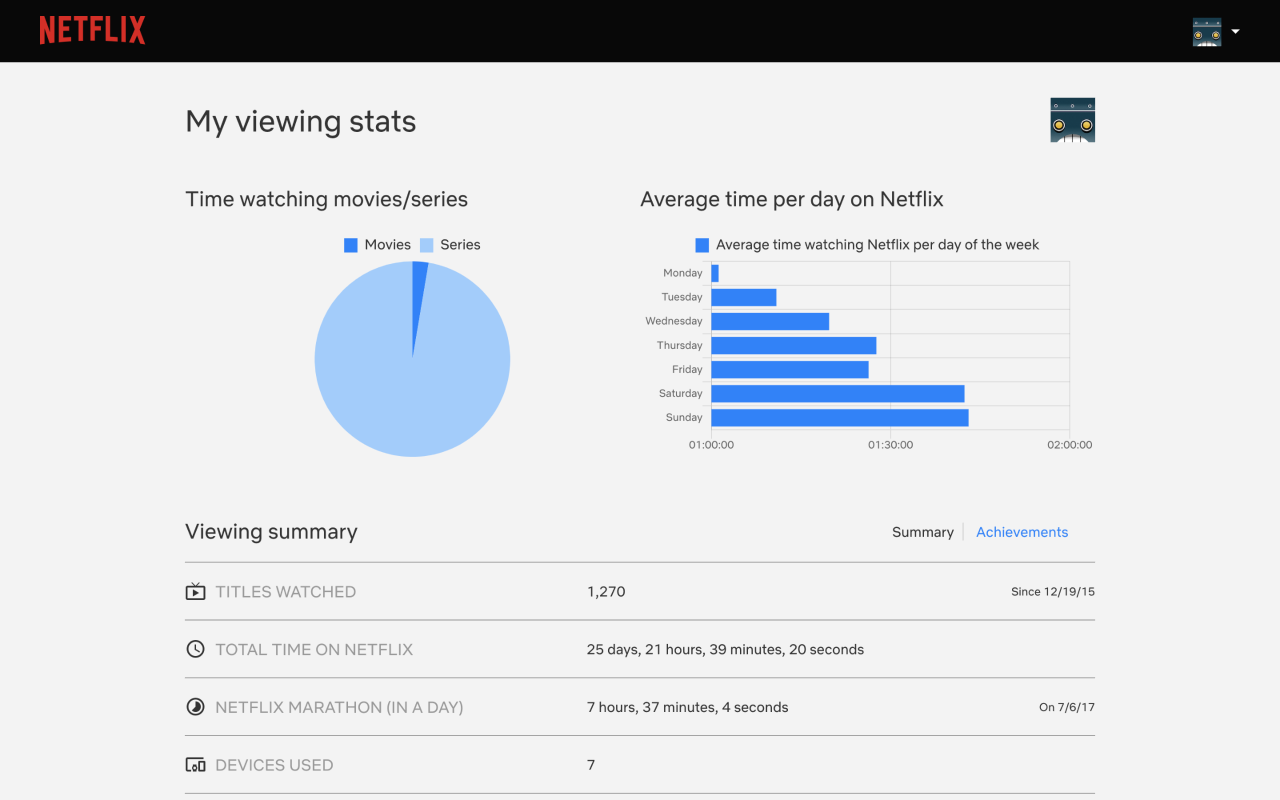 NETFLIX
My viewing stats
Time watching movies/series
Movies Series
Average time per day on Netflix
Average time watching Netflix per day of the week
Monday
Tuesday
Wednesday
Thursday
Friday
Saturday
Sunday
01:00:00 01:30:00 02:00:00
Viewing summary
Summary Achievements
TITLES WATCHED 1,270 Since 12/19/15
TOTAL TIME ON NETFLIX 25 days, 21 hours, 39 minutes, 20 seconds
NETFLIX MARATHON (IN A DAY) 7 hours, 37 minutes, 4 seconds On 7/6/17
DEVICES USED 7